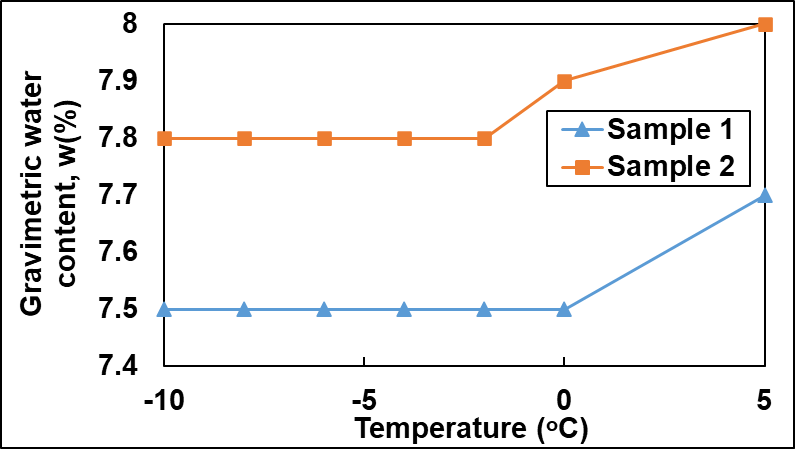 8
7.9
7.8
7.7
7.6
7.5
7.4
Gravimetric water
content, w(%)
Sample 1
Sample 2
-10 -5 0 5
Temperature (ᵒC)